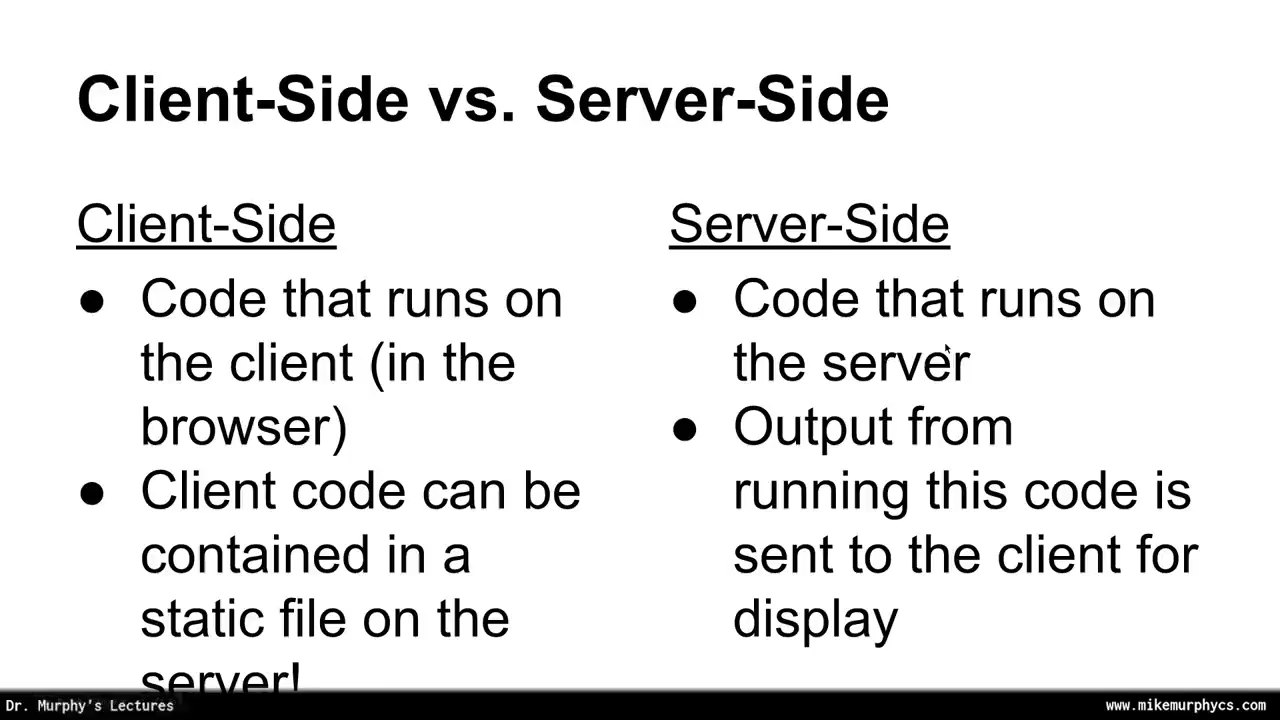 Client-Side vs. Server-Side
Client-Side
● Code that runs on
the client (in the
browser)
● Client code can be
contained in a
static file on the
server!
Server-Side
● Code that runs on
the server
● Output from
running this code is
sent to the client for
display
Dr. Murphy's Lectures
www.mikemurphycs.com